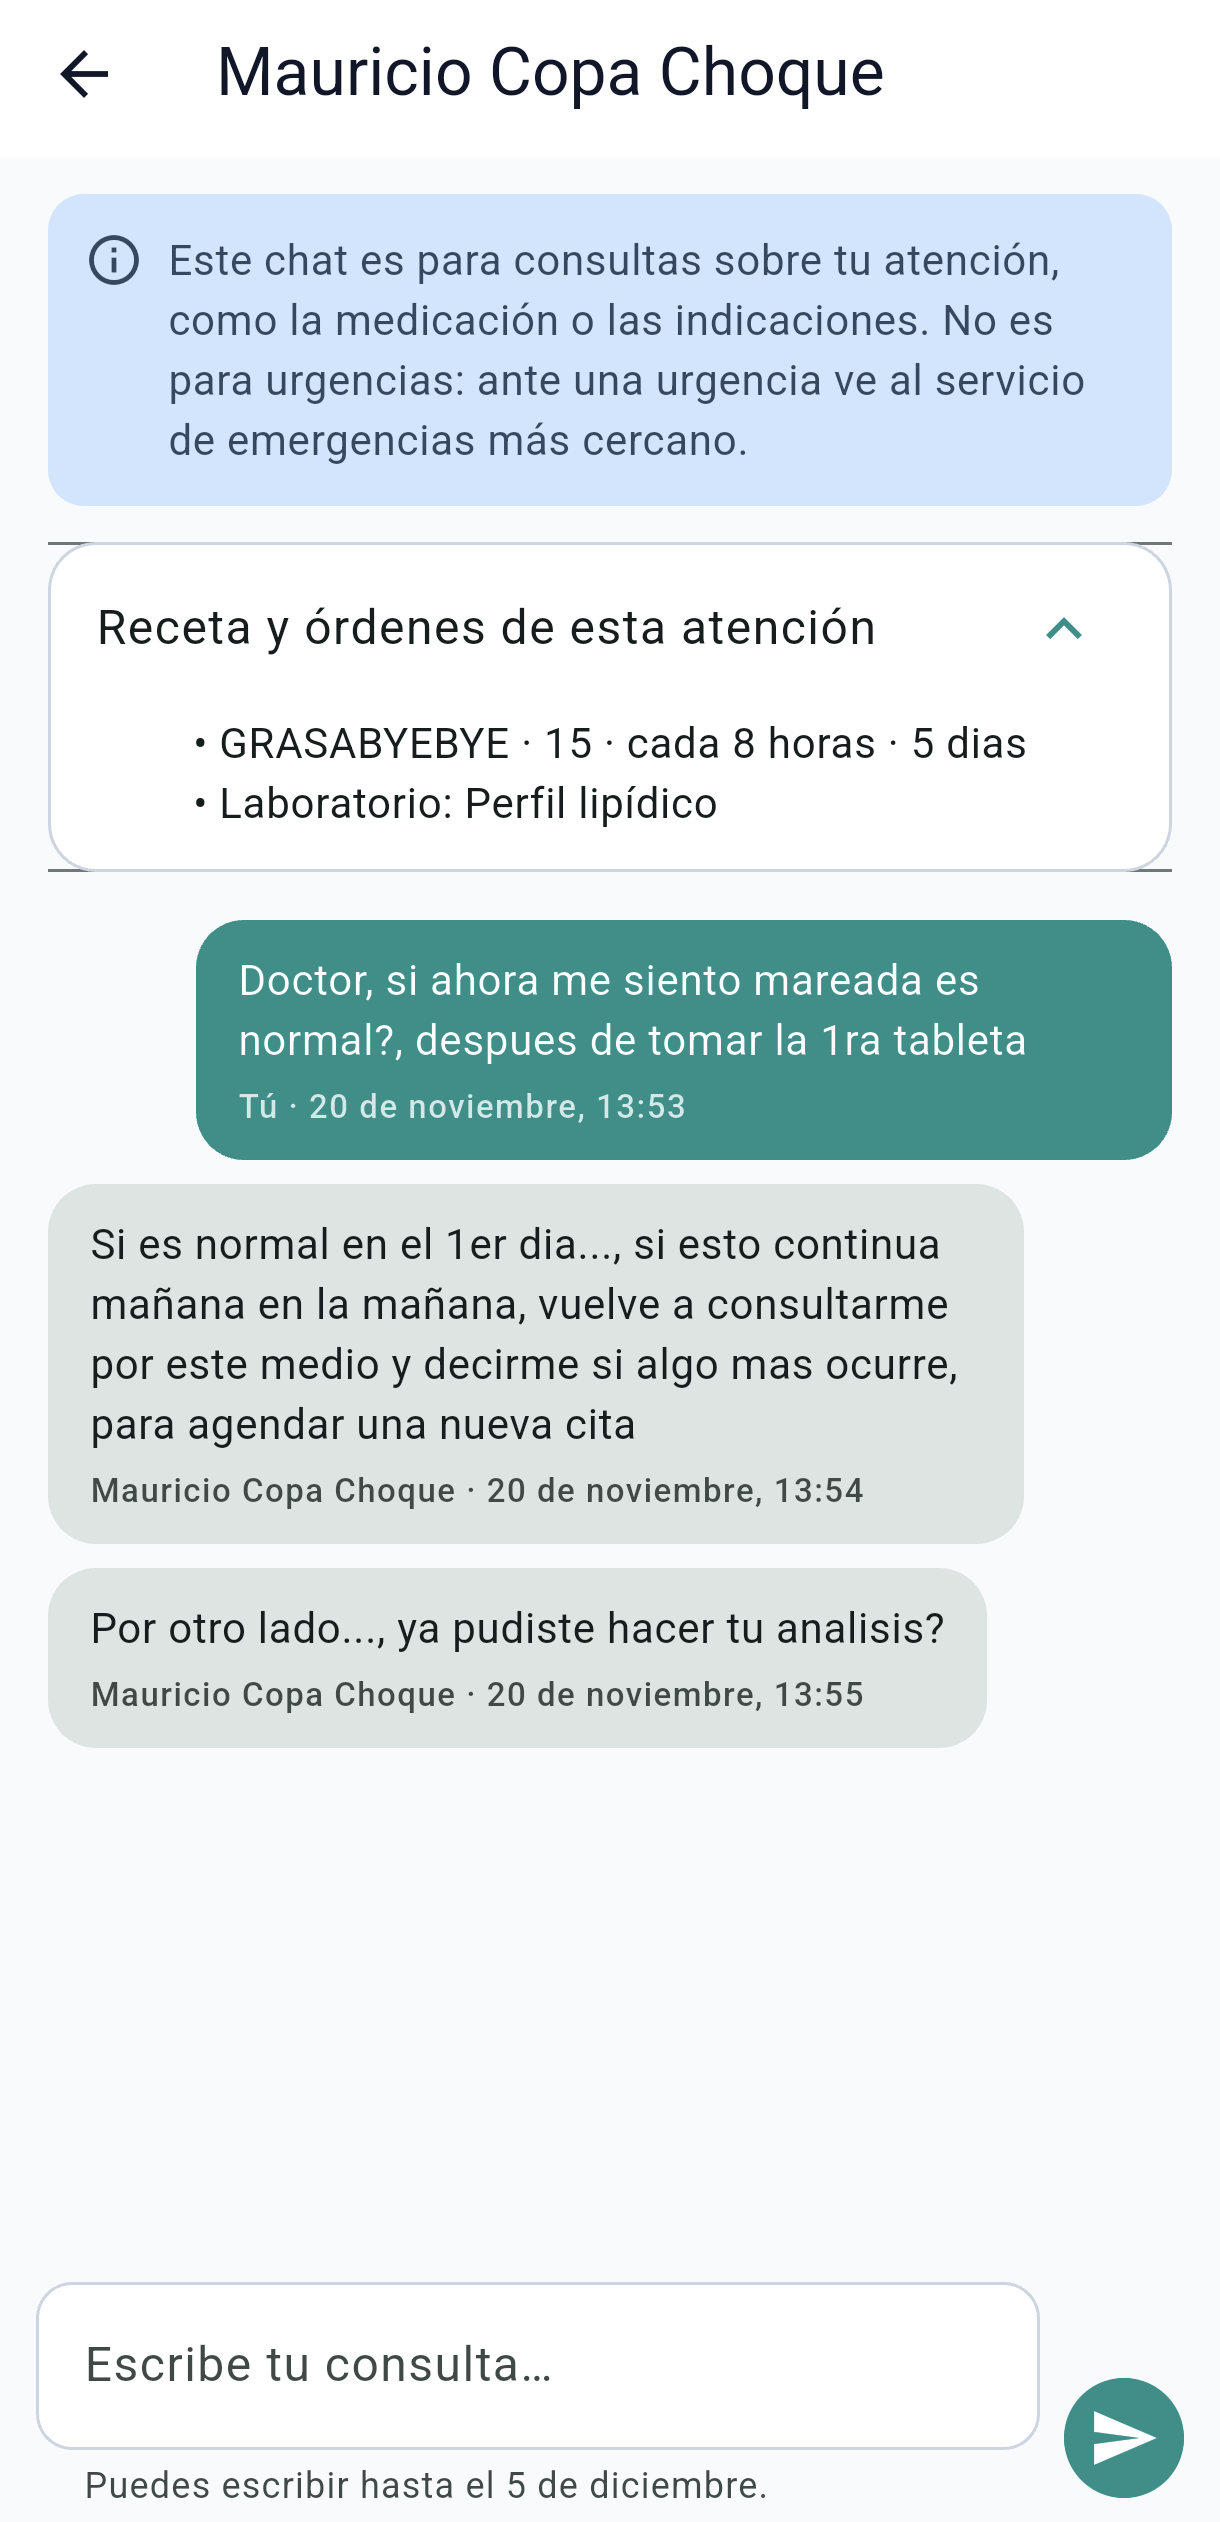 Mauricio Copa Choque
Este chat es para consultas sobre tu atención,
como la medicación o las indicaciones. No es
para urgencias: ante una urgencia ve al servicio
de emergencias más cercano.
Receta y órdenes de esta atención
• GRASABYEBYE · 15 · cada 8 horas · 5 dias
• Laboratorio: Perfil lipídico
Doctor, si ahora me siento mareada es
normal?, despues de tomar la 1ra tableta
Tú · 20 de noviembre, 13:53
Si es normal en el 1er dia..., si esto continua
mañana en la mañana, vuelve a consultarme
por este medio y decirme si algo mas ocurre,
para agendar una nueva cita
Mauricio Copa Choque · 20 de noviembre, 13:54
Por otro lado..., ya pudiste hacer tu analisis?
Mauricio Copa Choque · 20 de noviembre, 13:55
Escribe tu consulta…
Puedes escribir hasta el 5 de diciembre.